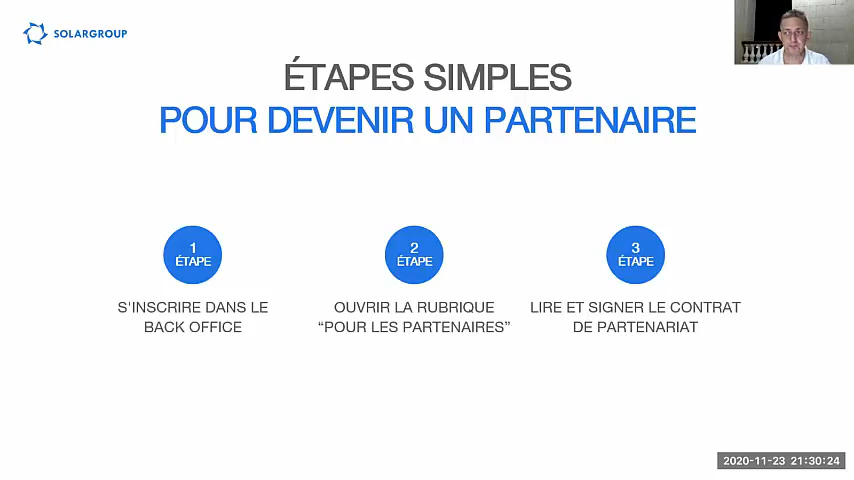 SOLARGROUP
ÉTAPES SIMPLES
POUR DEVENIR UN PARTENAIRE
1
ÉTAPE
S'INSCRIRE DANS LE
BACK OFFICE
2
ÉTAPE
OUVRIR LA RUBRIQUE
“POUR LES PARTENAIRES”
3
ÉTAPE
LIRE ET SIGNER LE CONTRAT
DE PARTENARIAT
2020-11-23 21:30:24